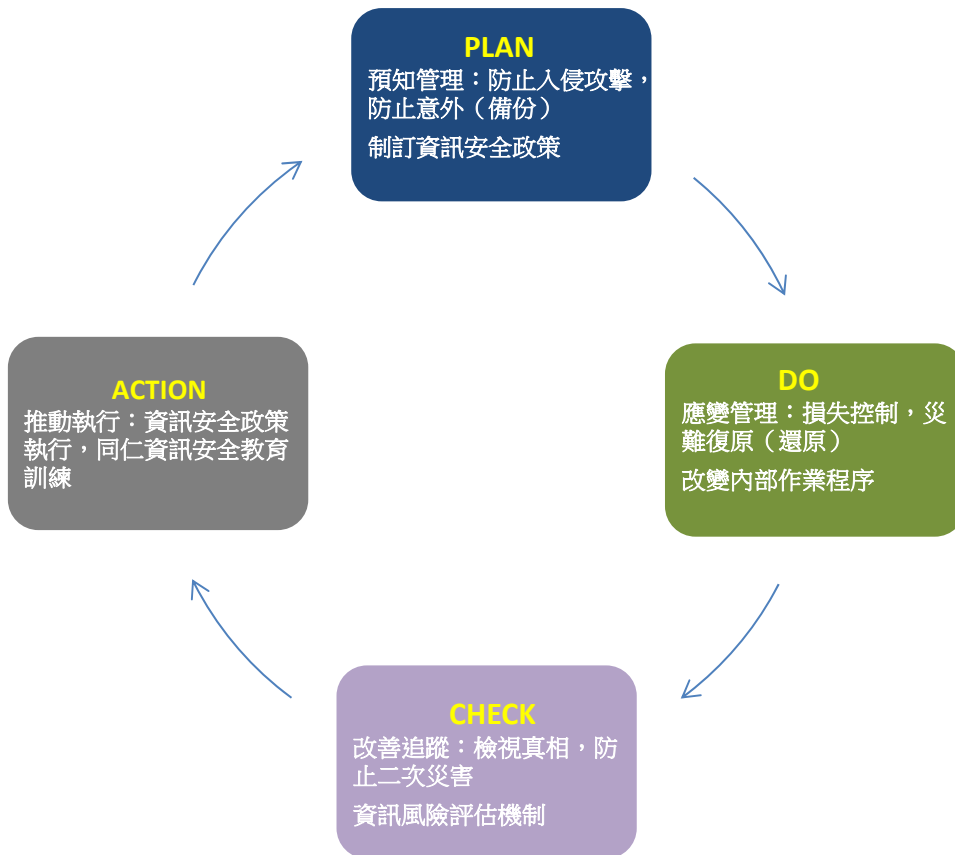 PLAN
預知管理：防止入侵攻擊，
防止意外（備份）
制訂資訊安全政策
DO
應變管理：損失控制，災
難復原（還原）
改變內部作業程序
CHECK
改善追蹤：檢視真相，防
止二次災害
資訊風險評估機制
ACTION
推動執行：資訊安全政策
執行，同仁資訊安全教育
訓練